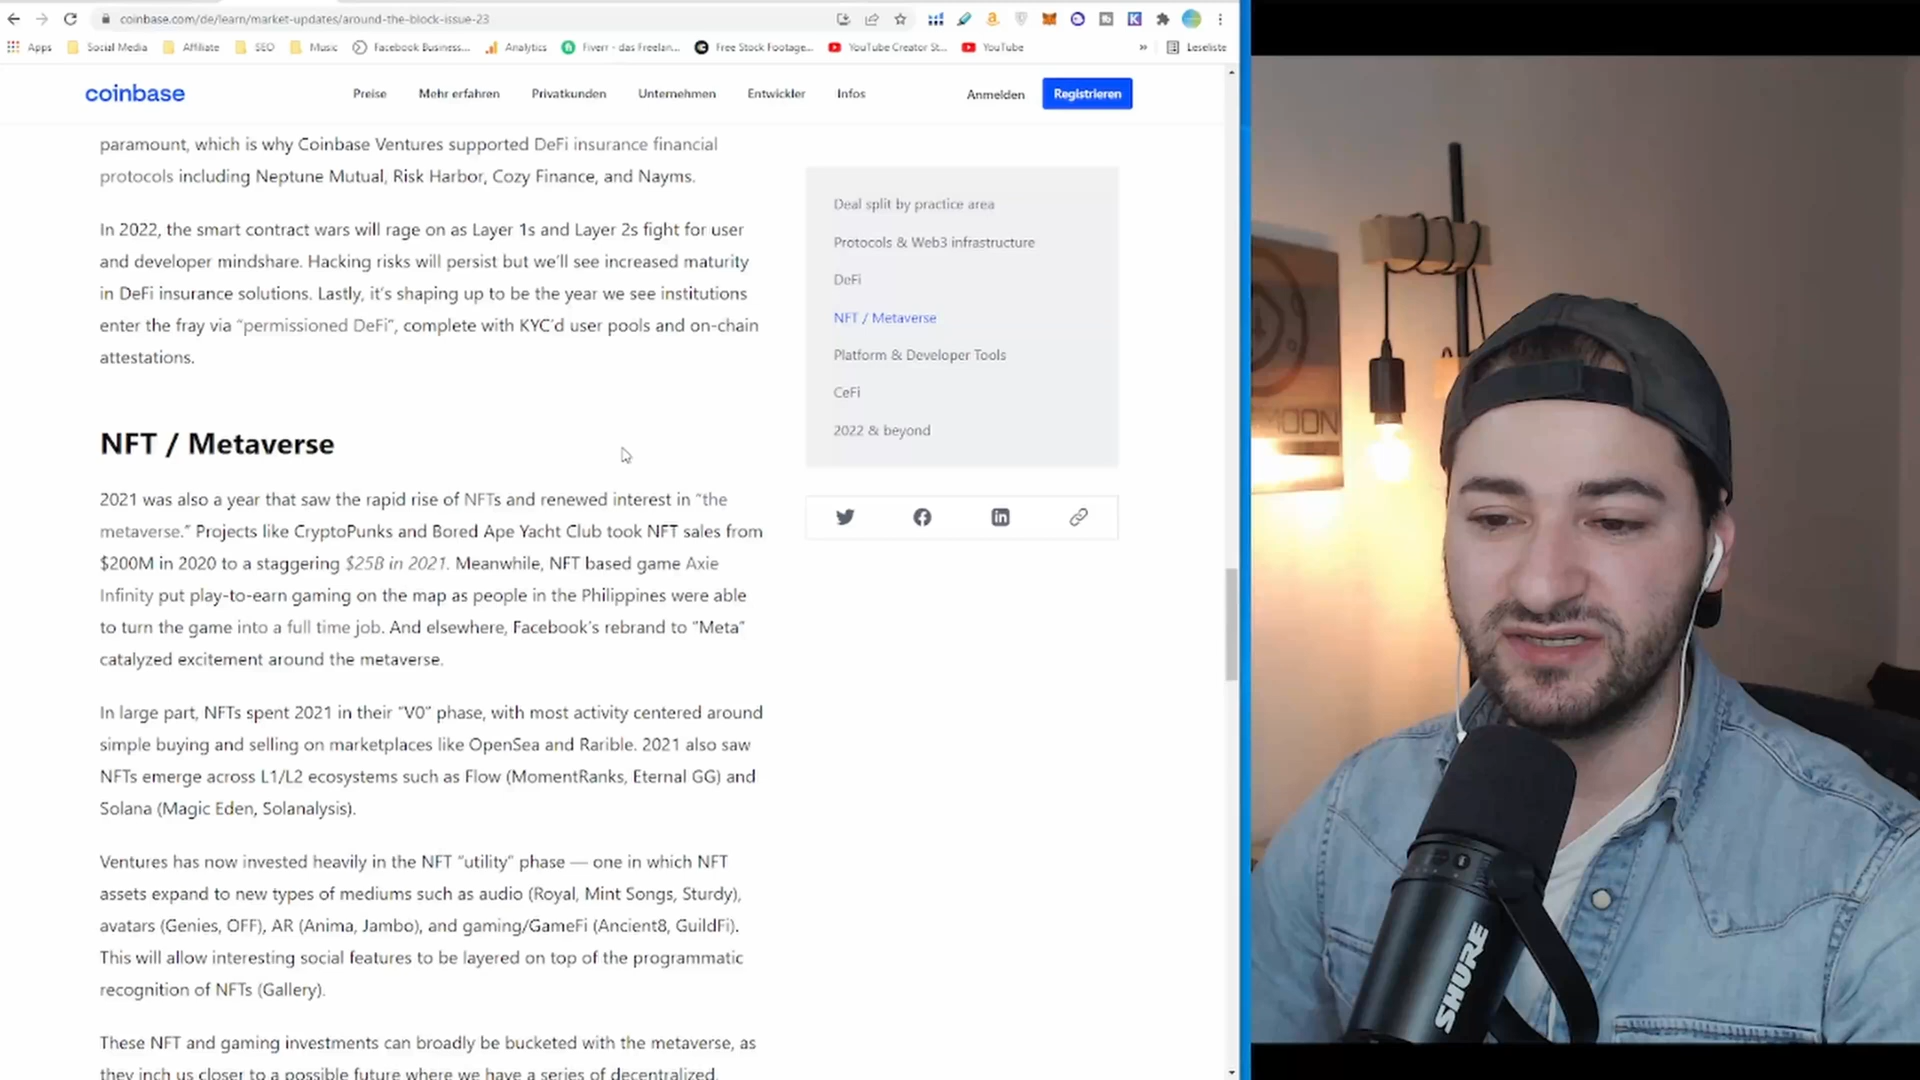 coinbase.com/de/learn/market-updates/around-the-block-issue-23
Apps Social Media Affiliate SEO Music Facebook Business... Analytics Fiverr - das Freelan... Free Stock Footage... YouTube Creator St... YouTube » Leseliste
coinbase Preise Mehr erfahren Privatkunden Unternehmen Entwickler Infos Anmelden Registrieren
paramount, which is why Coinbase Ventures supported DeFi insurance financial
protocols including Neptune Mutual, Risk Harbor, Cozy Finance, and Nayms.
In 2022, the smart contract wars will rage on as Layer 1s and Layer 2s fight for user
and developer mindshare. Hacking risks will persist but we'll see increased maturity
in DeFi insurance solutions. Lastly, it's shaping up to be the year we see institutions
enter the fray via “permissioned DeFi”, complete with KYC'd user pools and on-chain
attestations.
NFT / Metaverse
2021 was also a year that saw the rapid rise of NFTs and renewed interest in “the
metaverse.” Projects like CryptoPunks and Bored Ape Yacht Club took NFT sales from
$200M in 2020 to a staggering $25B in 2021. Meanwhile, NFT based game Axie
Infinity put play-to-earn gaming on the map as people in the Philippines were able
to turn the game into a full time job. And elsewhere, Facebook's rebrand to “Meta”
catalyzed excitement around the metaverse.
In large part, NFTs spent 2021 in their “V0” phase, with most activity centered around
simple buying and selling on marketplaces like OpenSea and Rarible. 2021 also saw
NFTs emerge across L1/L2 ecosystems such as Flow (MomentRanks, Eternal GG) and
Solana (Magic Eden, Solanalysis).
Ventures has now invested heavily in the NFT “utility” phase — one in which NFT
assets expand to new types of mediums such as audio (Royal, Mint Songs, Sturdy),
avatars (Genies, OFF), AR (Anima, Jambo), and gaming/GameFi (Ancient8, GuildFi).
This will allow interesting social features to be layered on top of the programmatic
recognition of NFTs (Gallery).
These NFT and gaming investments can broadly be bucketed with the metaverse, as
they inch us closer to a possible future where we have a series of decentralized,
Deal split by practice area
Protocols & Web3 infrastructure
DeFi
NFT / Metaverse
Platform & Developer Tools
CeFi
2022 & beyond
MOON
SHURE